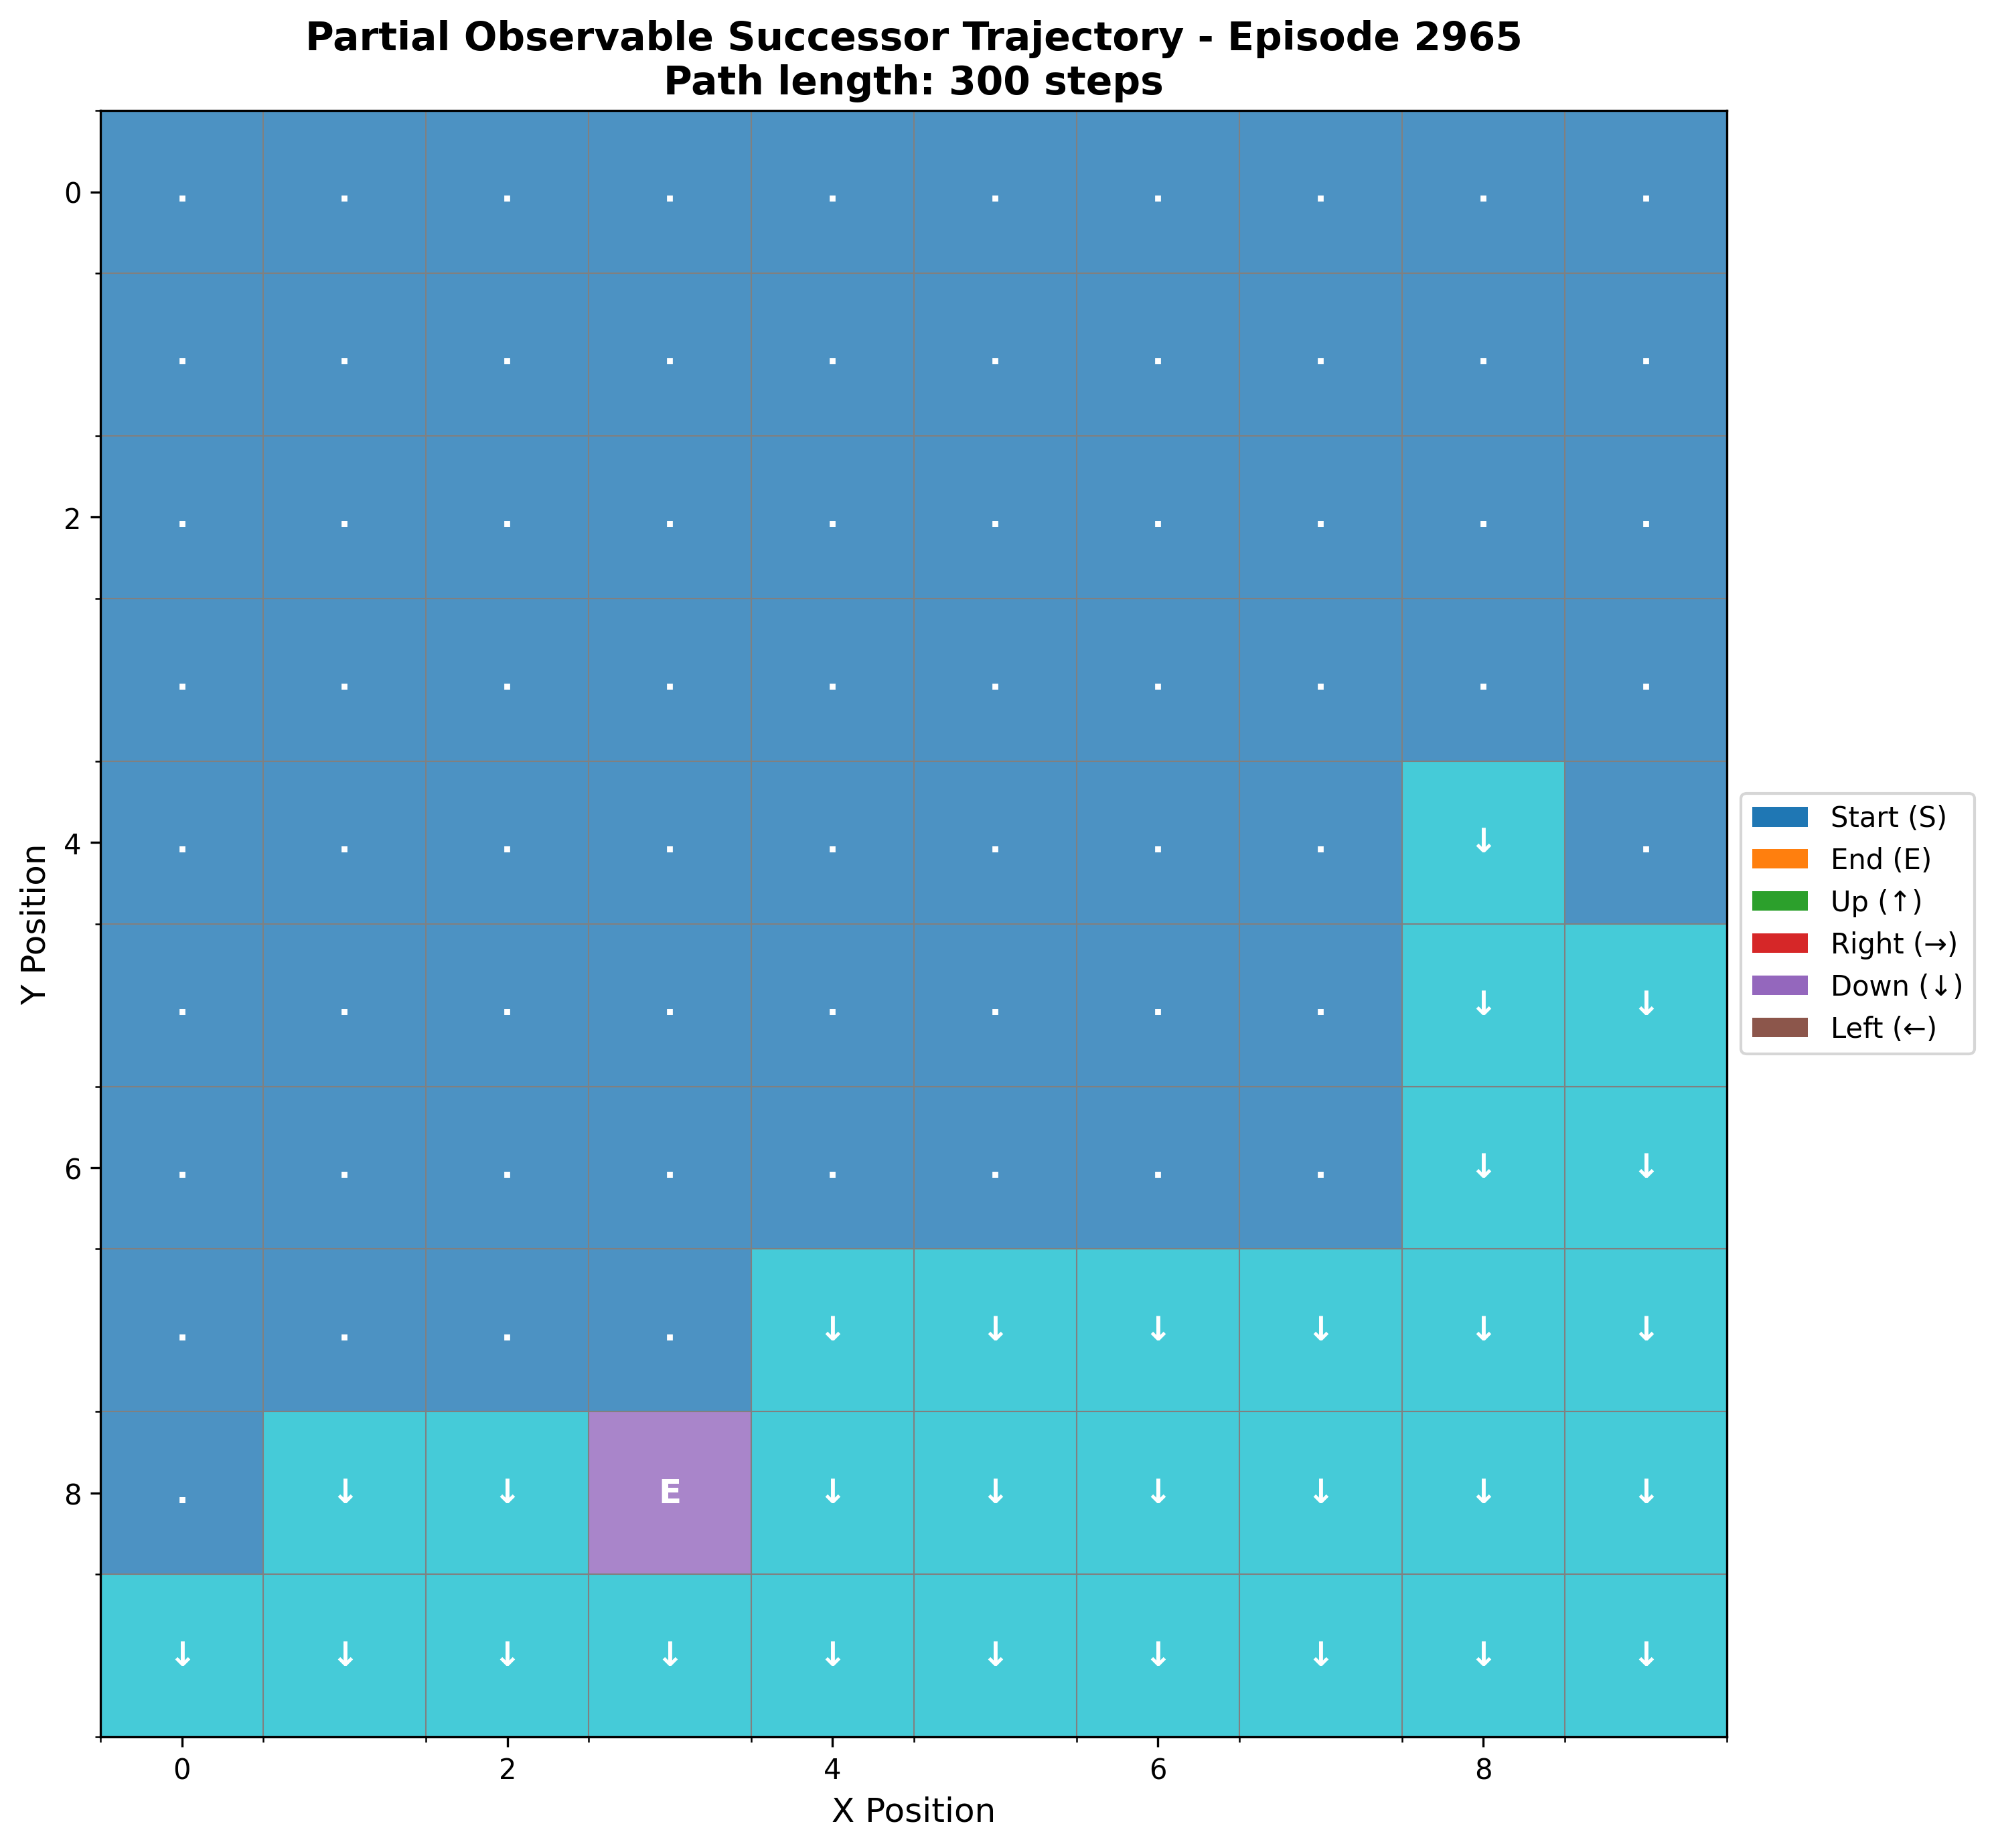 Partial Observable Successor Trajectory - Episode 2965
Path length: 300 steps
0 . . . . . . . . . .
. . . . . . . . . .
2 . . . . . . . . . .
. . . . . . . . . .
4 . . . . . . . . ↓ .
. . . . . . . . ↓ ↓
6 . . . . . . . . ↓ ↓
. . . . ↓ ↓ ↓ ↓ ↓ ↓
8 . ↓ ↓ E ↓ ↓ ↓ ↓ ↓ ↓
↓ ↓ ↓ ↓ ↓ ↓ ↓ ↓ ↓ ↓
0 2 4 6 8
X Position
Y Position
Start (S)
End (E)
Up (↑)
Right (→)
Down (↓)
Left (←)